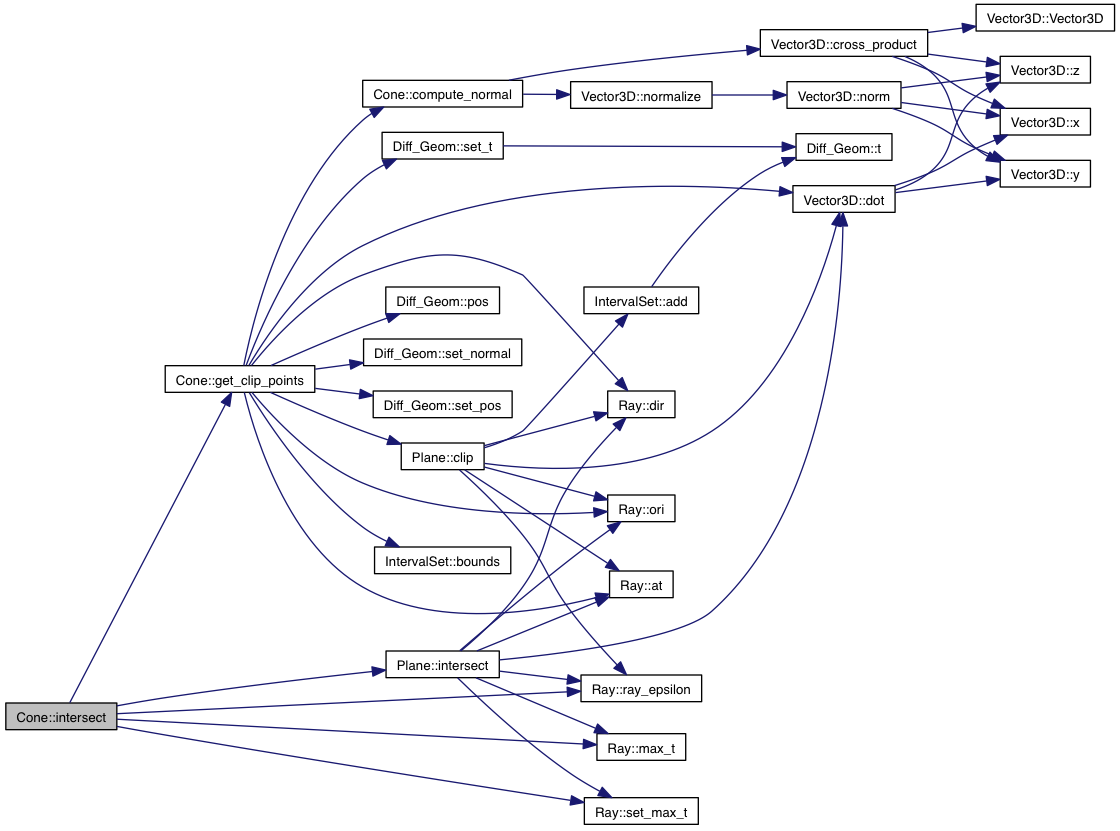 Vector3D::Vector3D
Vector3D::cross_product
Vector3D::z
Cone::compute_normal
Vector3D::normalize
Vector3D::norm
Vector3D::x
Diff_Geom::set_t
Diff_Geom::t
Vector3D::y
Vector3D::dot
Diff_Geom::pos
IntervalSet::add
Diff_Geom::set_normal
Cone::get_clip_points
Diff_Geom::set_pos
Ray::dir
Plane::clip
Ray::ori
IntervalSet::bounds
Ray::at
Plane::intersect
Ray::ray_epsilon
Cone::intersect
Ray::max_t
Ray::set_max_t